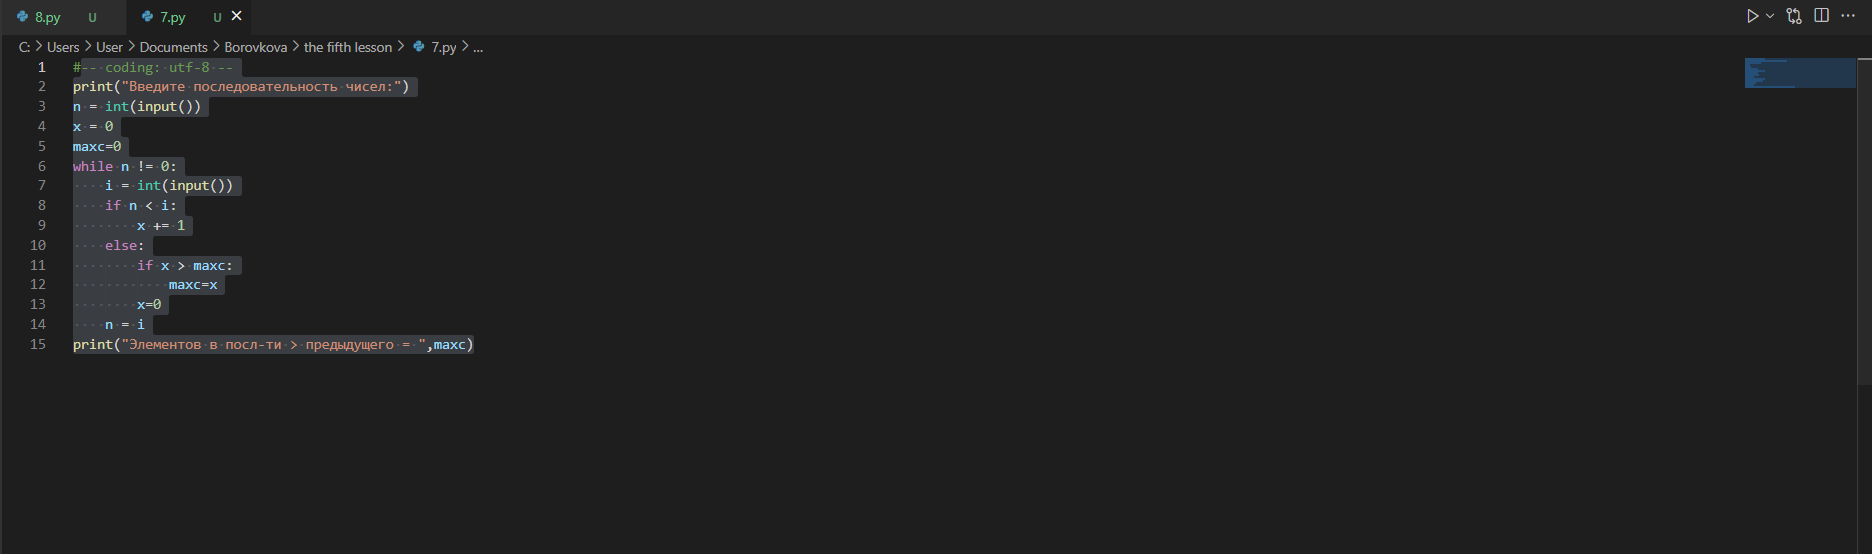 8.py U 7.py U
C: Users User Documents Borovkova the fifth lesson 7.py ...
1 #-- coding: utf-8 --
2 print("Введите последовательность чисел:")
3 n = int(input())
4 x = 0
5 maxc=0
6 while n != 0:
7 i = int(input())
8 if n < i:
9 x += 1
10 else:
11 if x > maxc:
12 maxc=x
13 x=0
14 n = i
15 print("Элементов в посл-ти > предыдущего = ",maxc)